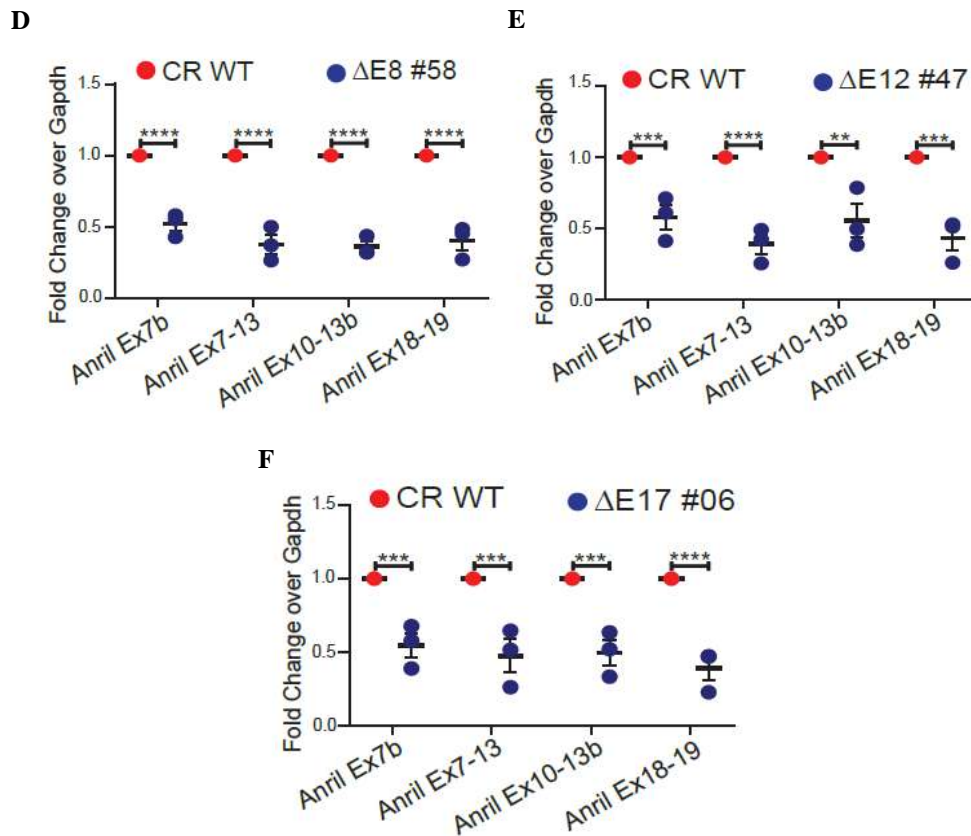 D
CR WT ΔE8 #58
Fold Change over Gapdh
1.5
1.0
0.5
0.0
**** **** **** ****
Anril Ex7b
Anril Ex7-13
Anril Ex10-13b
Anril Ex18-19
E
CR WT ΔE12 #47
Fold Change over Gapdh
1.5
1.0
0.5
0.0
*** **** ** ***
Anril Ex7b
Anril Ex7-13
Anril Ex10-13b
Anril Ex18-19
F
CR WT ΔE17 #06
Fold Change over Gapdh
1.5
1.0
0.5
0.0
*** *** *** ****
Anril Ex7b
Anril Ex7-13
Anril Ex10-13b
Anril Ex18-19